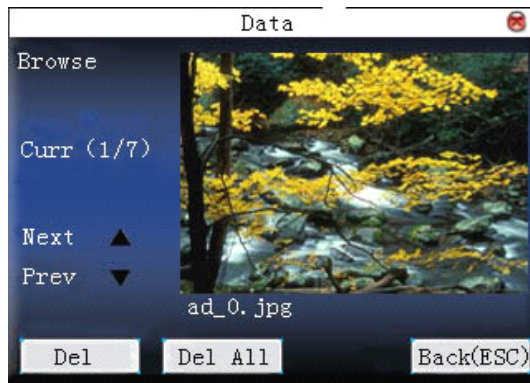 Data
Browse
Curr (1/7)
Next ▲
Prev ▼
ad_0.jpg
Del Del All Back(ESC)